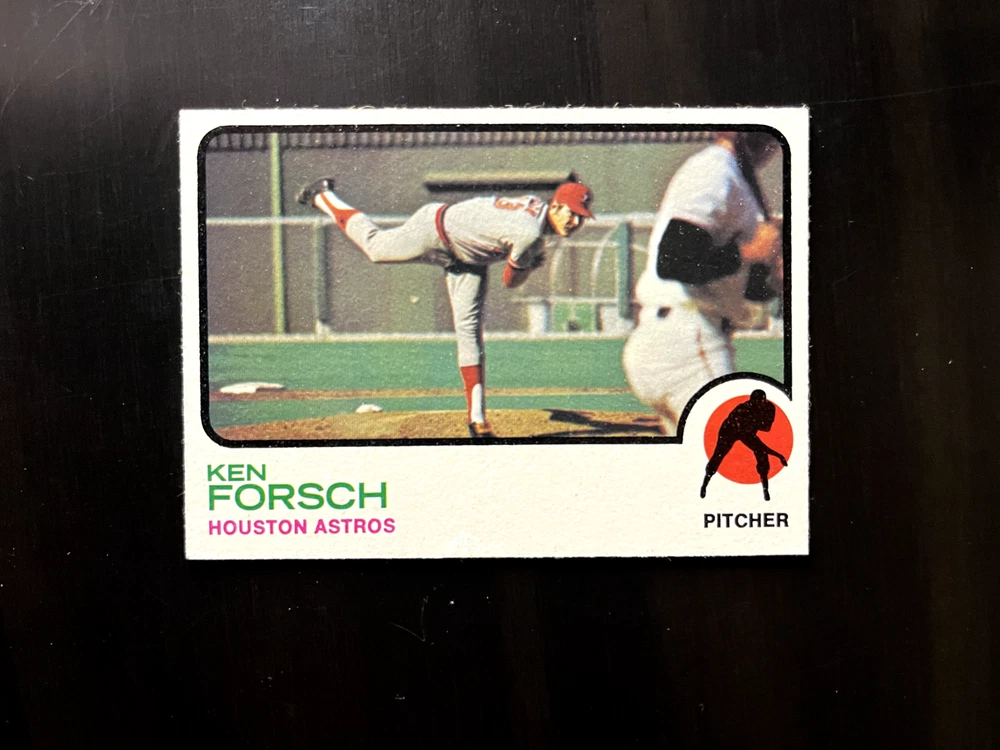 KEN
FORSCH
HOUSTON ASTROS
PITCHER